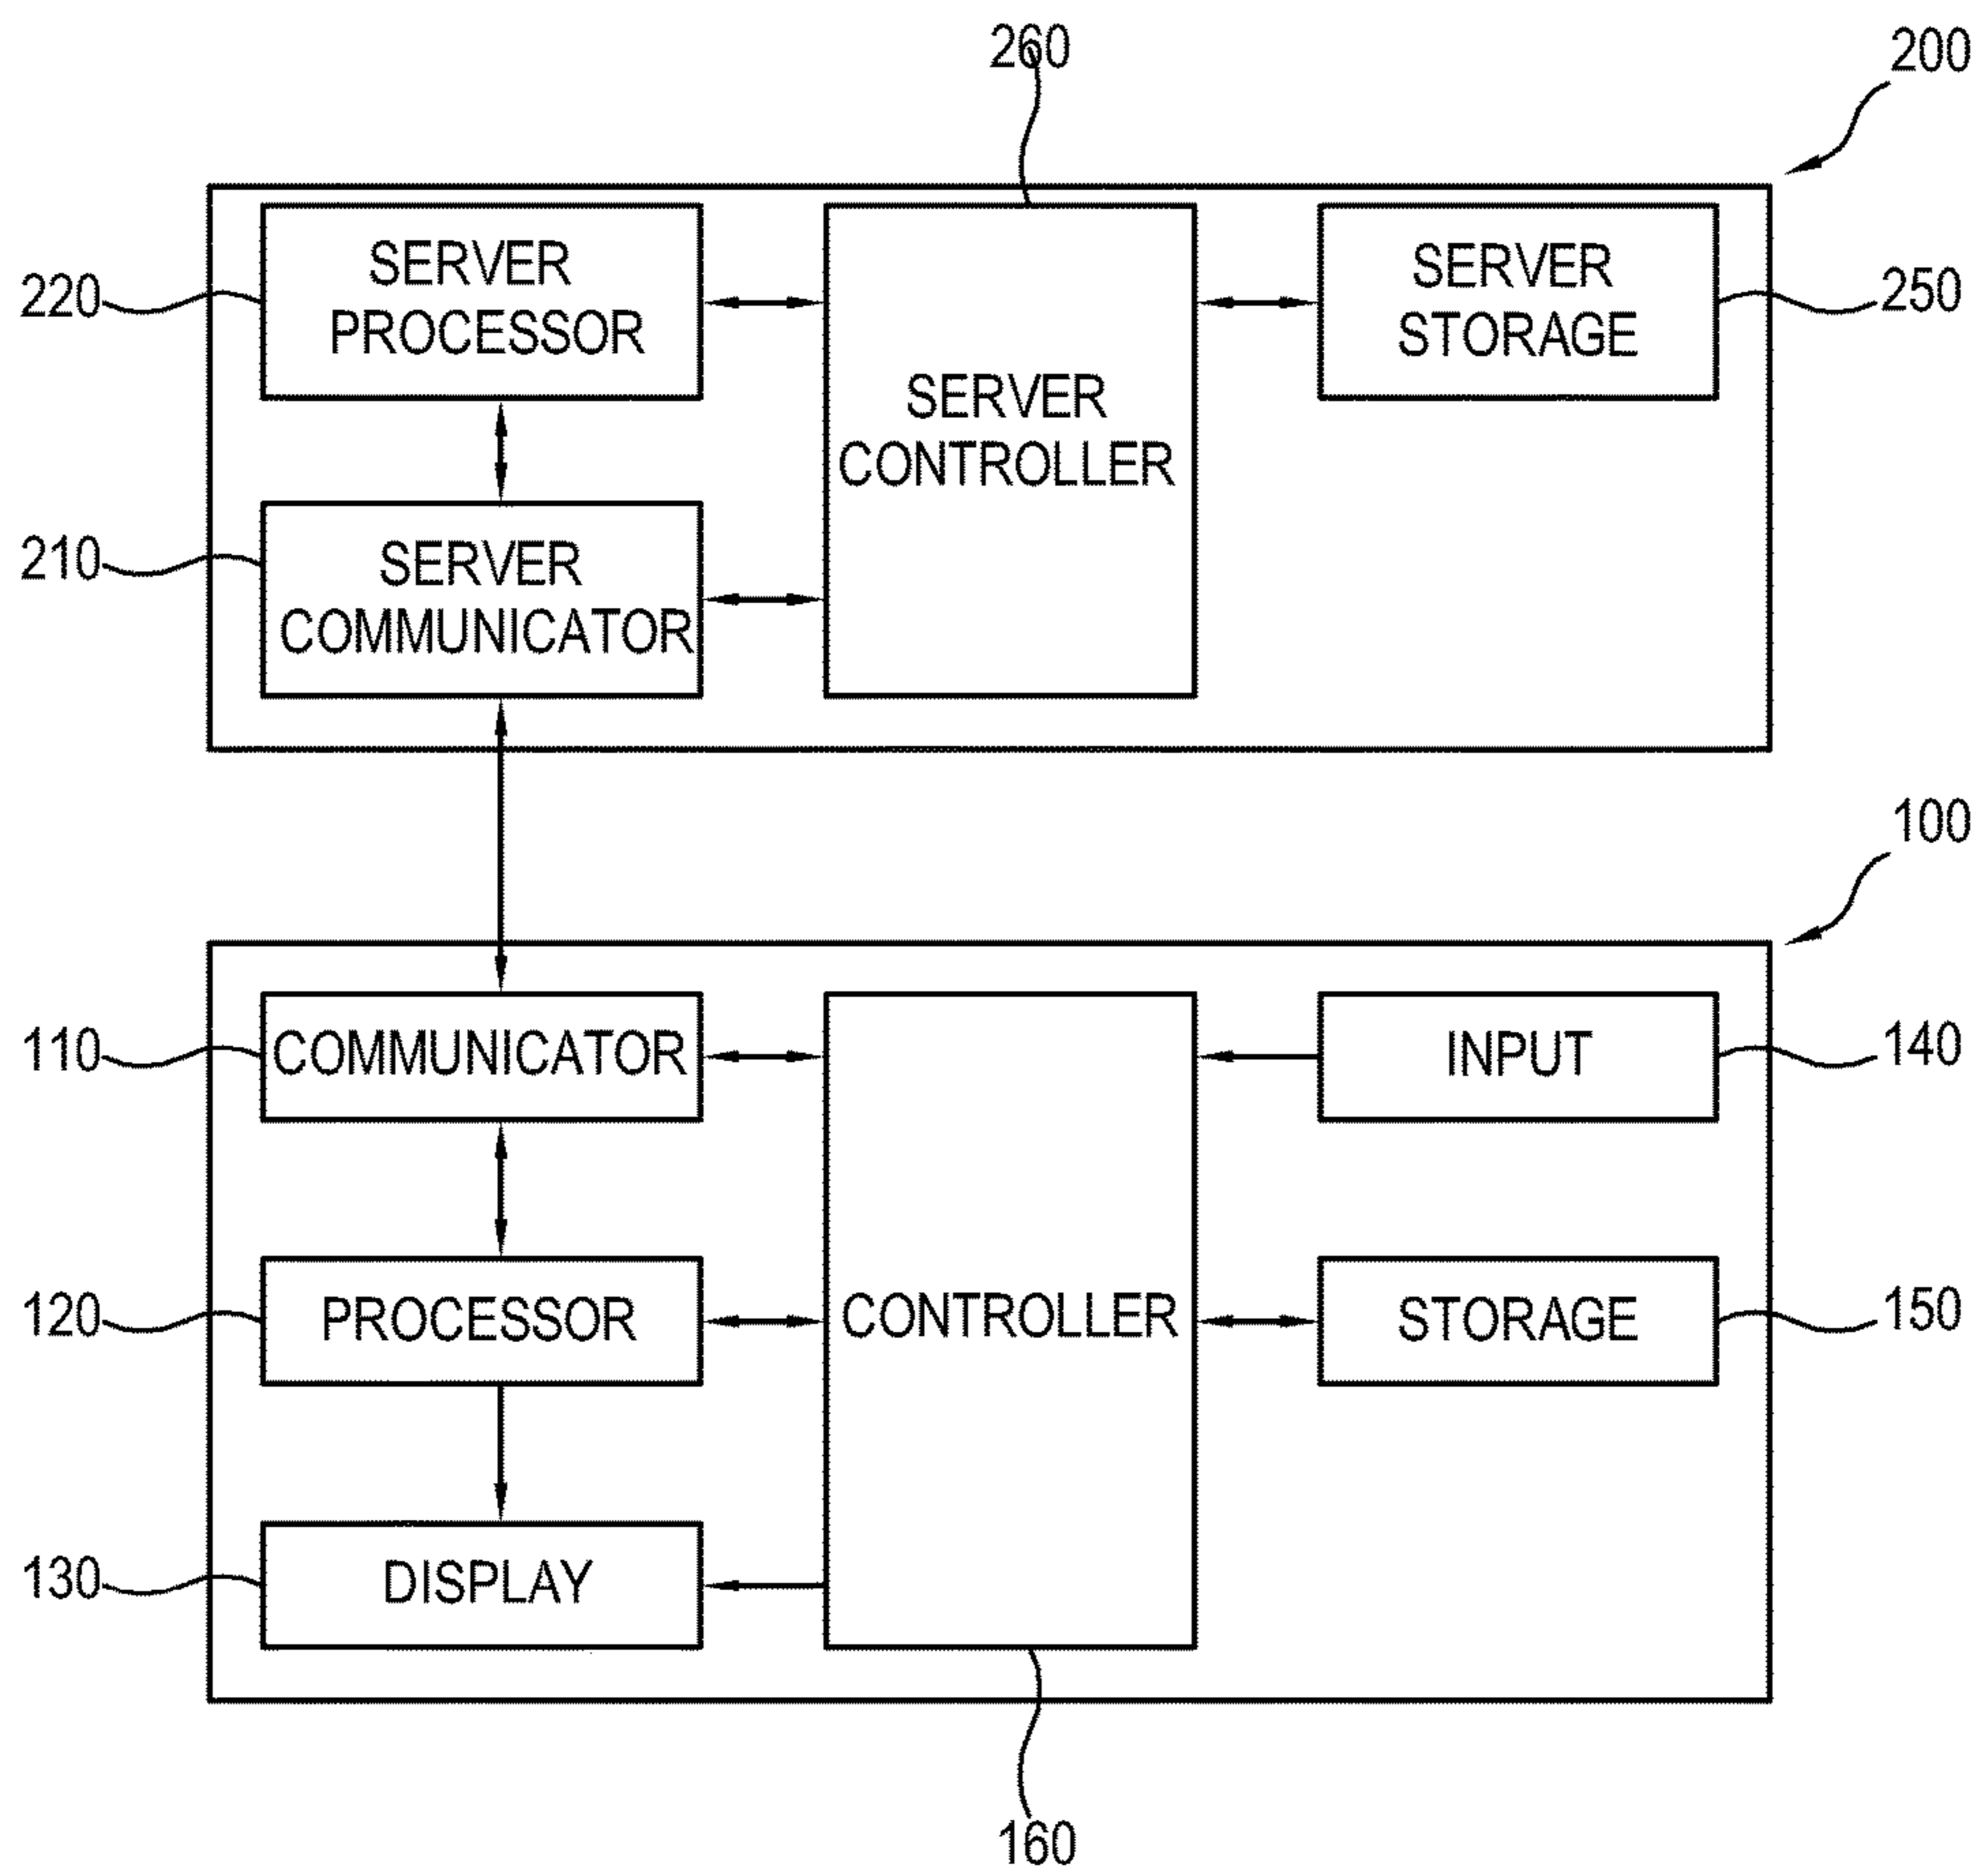 260
200
SERVER
PROCESSOR
220
SERVER
CONTROLLER
SERVER
STORAGE
250
210
SERVER
COMMUNICATOR
100
110
COMMUNICATOR
INPUT
140
120
PROCESSOR
CONTROLLER
STORAGE
150
130
DISPLAY
160